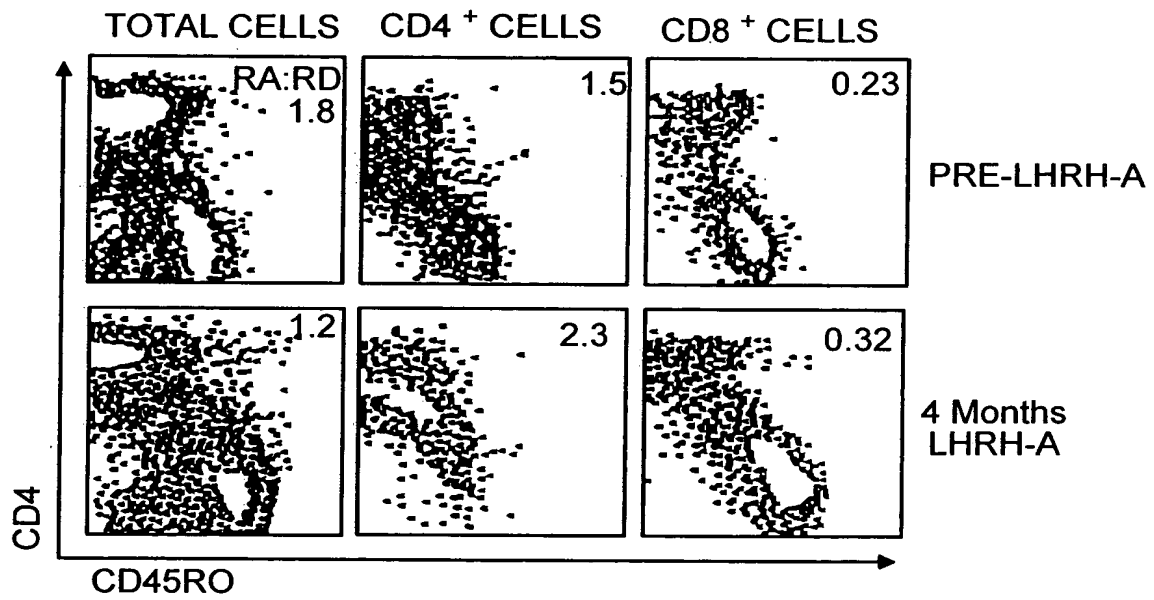 TOTAL CELLS
CD4 + CELLS
CD8 + CELLS
RA:RD
1.8
1.5
0.23
PRE-LHRH-A
1.2
2.3
0.32
4 Months
LHRH-A
CD4
CD45RO